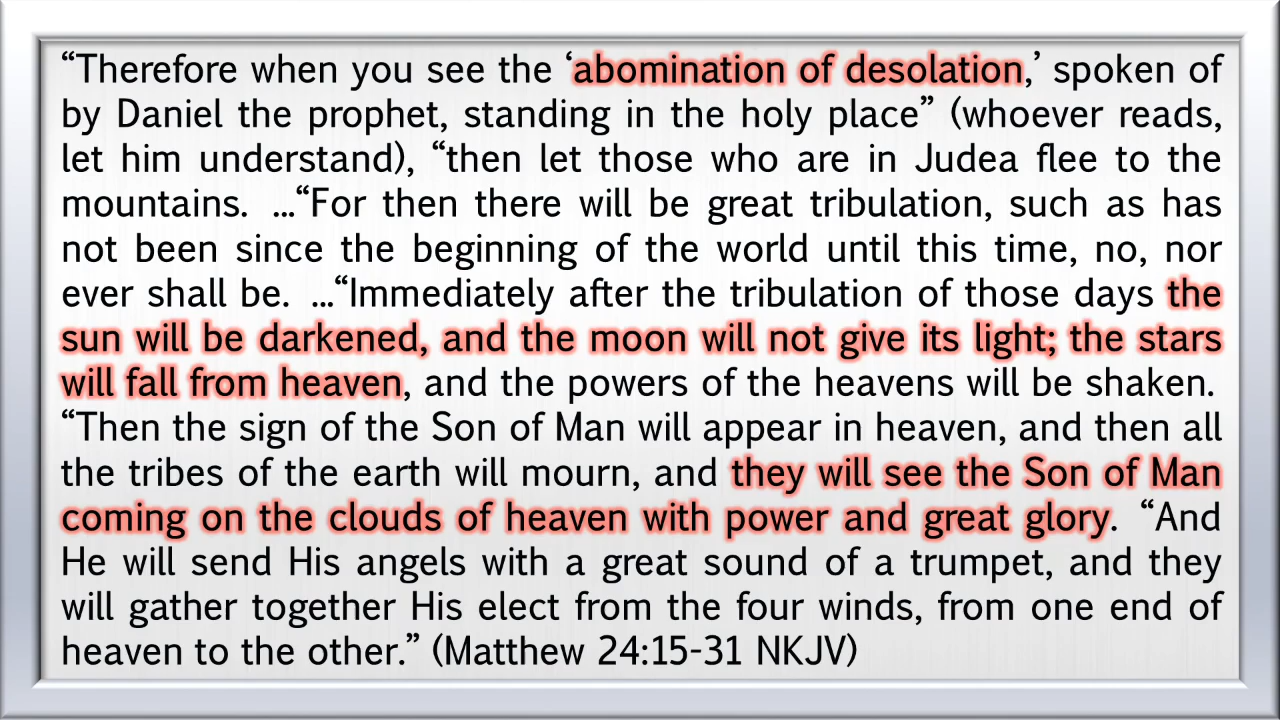 “Therefore when you see the ‘abomination of desolation,’ spoken of
by Daniel the prophet, standing in the holy place” (whoever reads,
let him understand), “then let those who are in Judea flee to the
mountains. ...“For then there will be great tribulation, such as has
not been since the beginning of the world until this time, no, nor
ever shall be. ...“Immediately after the tribulation of those days the
sun will be darkened, and the moon will not give its light; the stars
will fall from heaven, and the powers of the heavens will be shaken.
“Then the sign of the Son of Man will appear in heaven, and then all
the tribes of the earth will mourn, and they will see the Son of Man
coming on the clouds of heaven with power and great glory. “And
He will send His angels with a great sound of a trumpet, and they
will gather together His elect from the four winds, from one end of
heaven to the other.” (Matthew 24:15-31 NKJV)